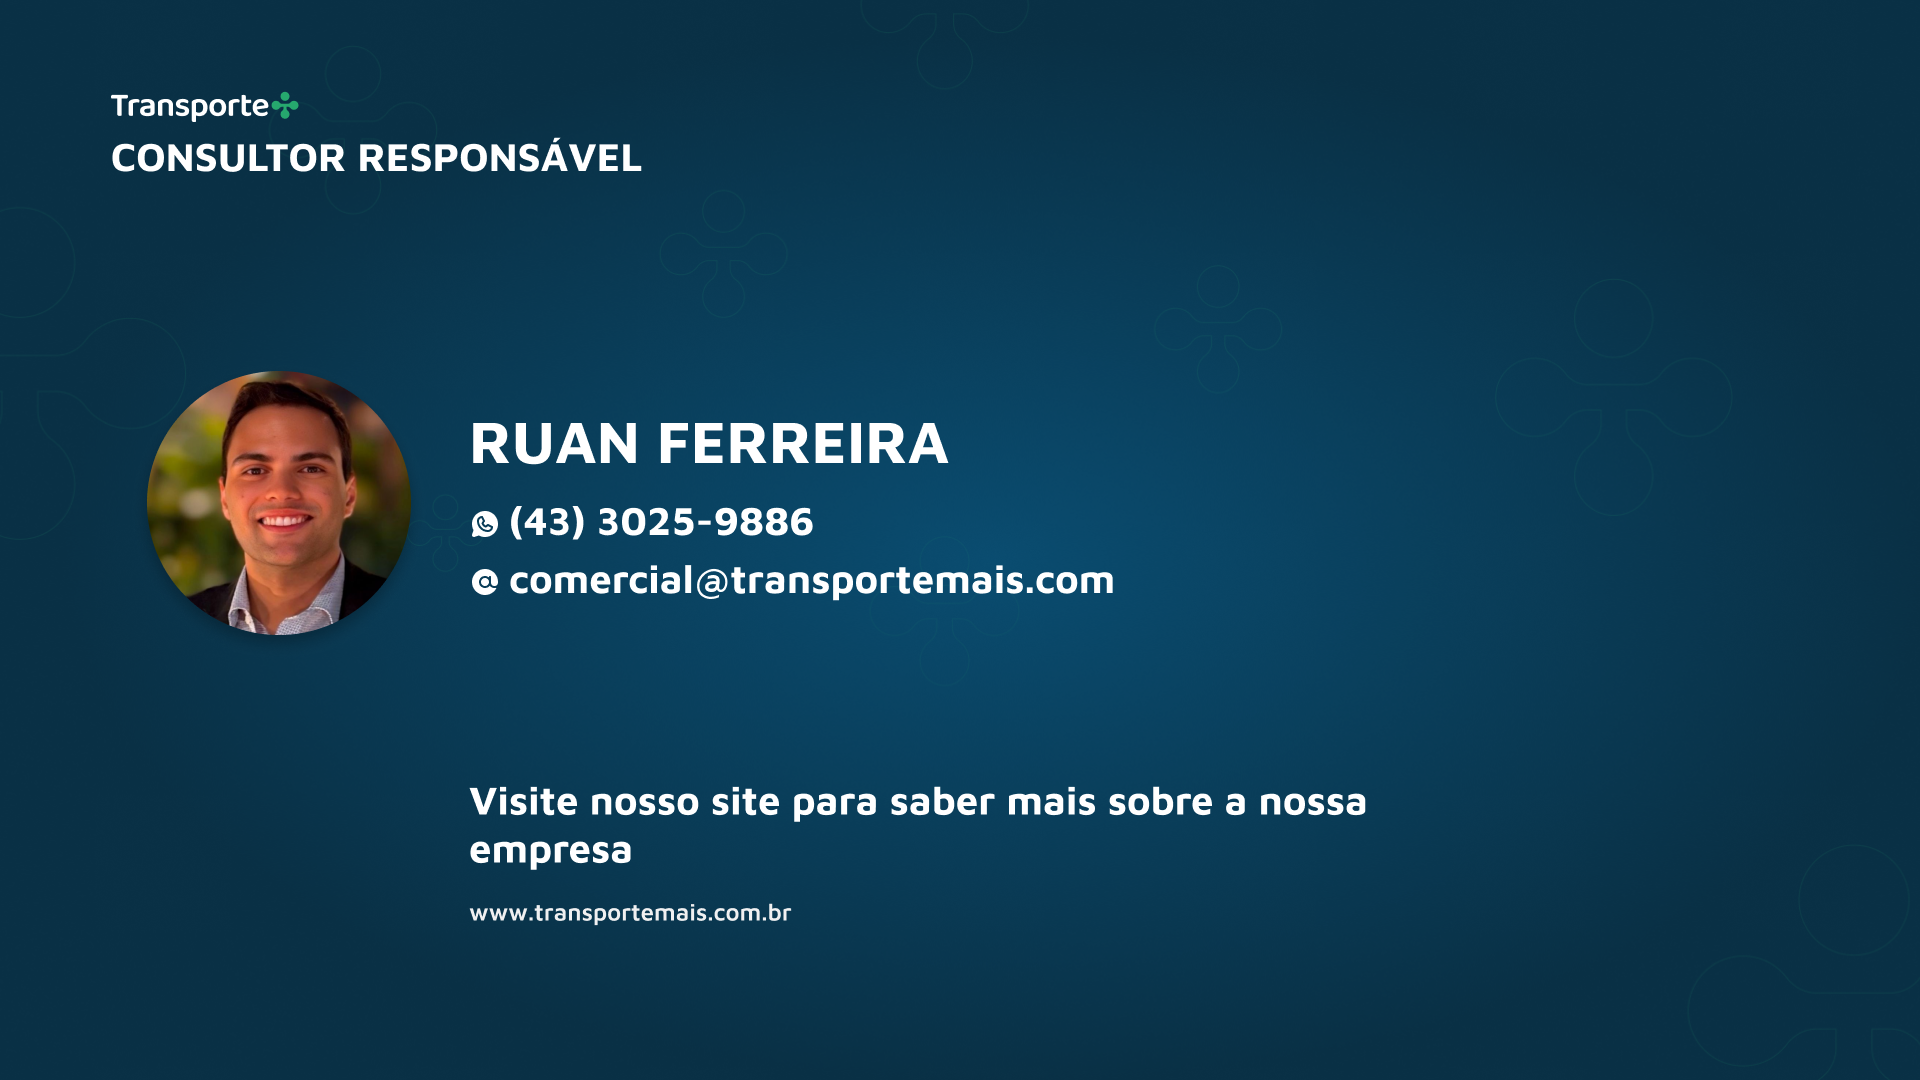 Transporte
CONSULTOR RESPONSÁVEL
RUAN FERREIRA
(43) 3025-9886
comercial@transportemais.com
Visite nosso site para saber mais sobre a nossa
empresa
www.transportemais.com.br